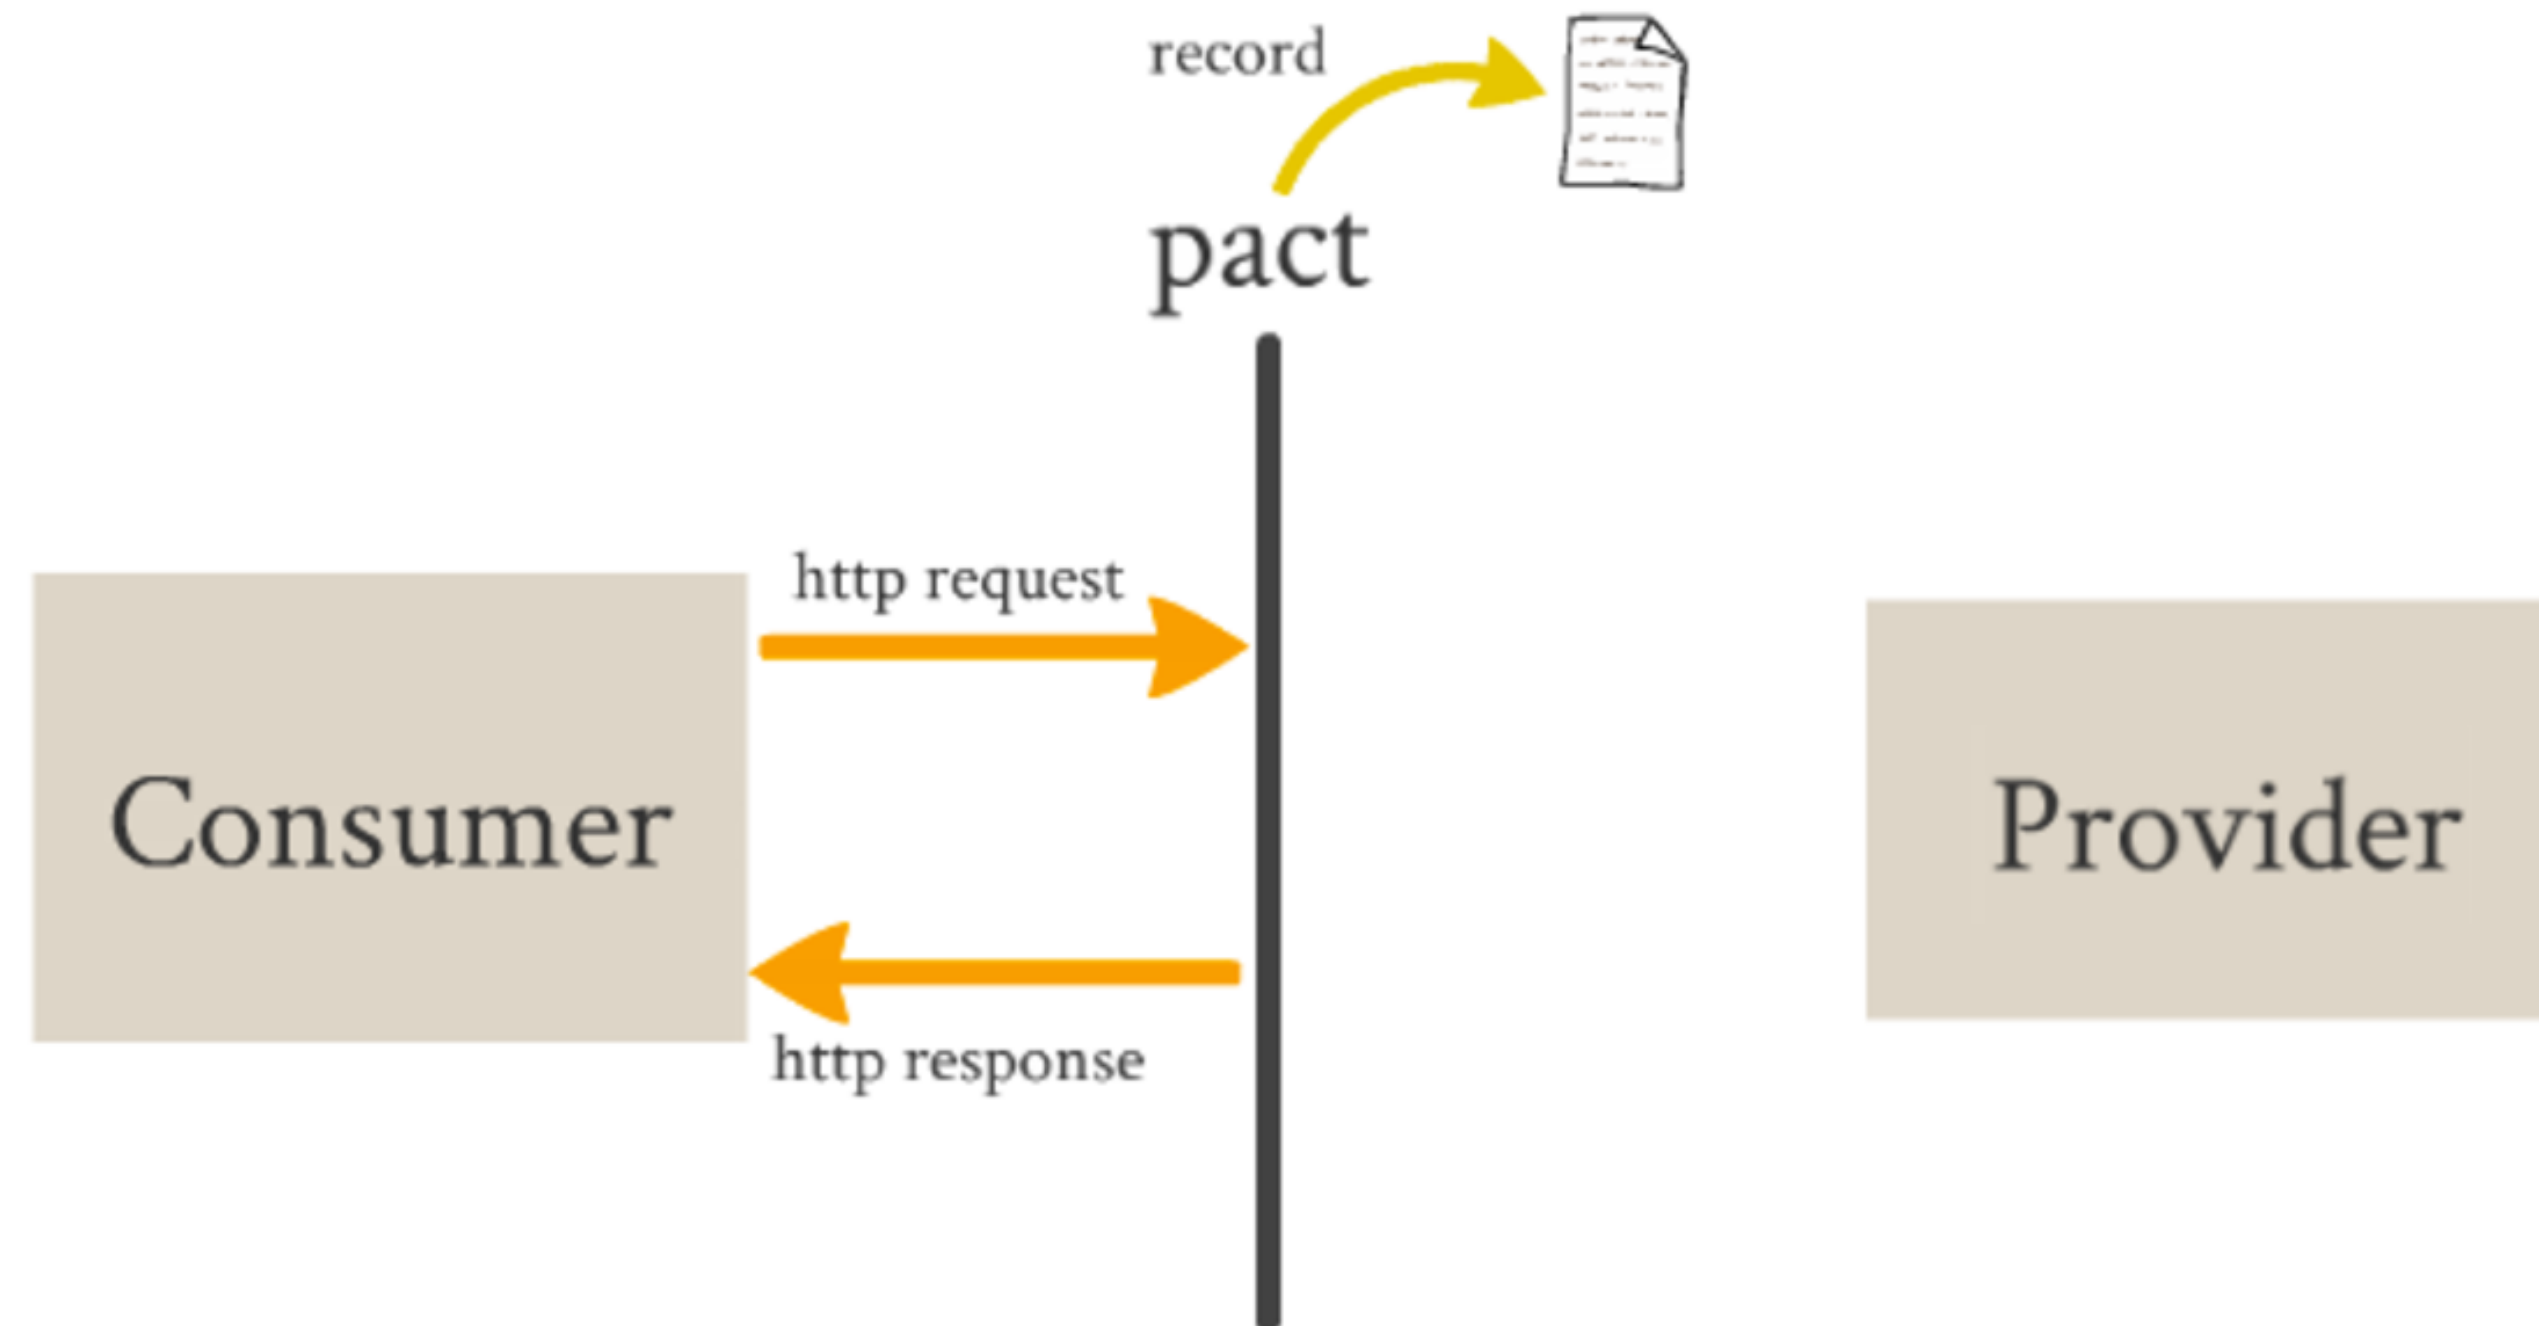 record
pact
http request
Consumer
Provider
http response